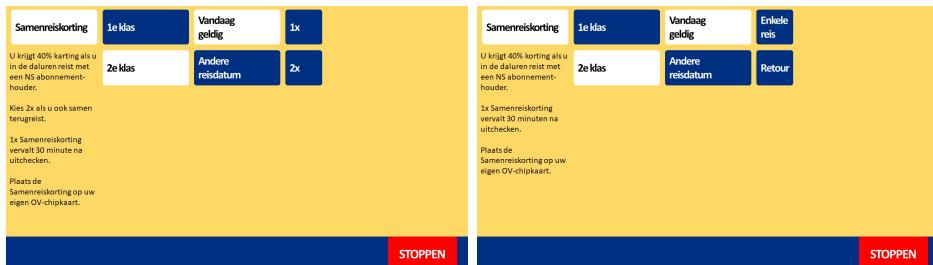 Samenreiskorting
1e klas
Vandaag
geldig
1x
2e klas
Andere
reisdatum
2x
U krijgt 40% karting als u
in de daluren reist met
een NS abonnement-
houder.
Kies 2x als u ook samen
terugreist.
1x Samenreiskorting
vervalt 30 minute na
uitchecken.
Plaats de
Samenreiskorting op uw
eigen OV-chipkaart.
STOPPEN
Samenreiskorting
1e klas
Vandaag
geldig
Enkele
reis
2e klas
Andere
reisdatum
Retour
U krijgt 40% korting als u
in de daluren reist met
een NS abonnement-
houder.
1x Samenreiskorting
vervalt 30 minuten na
uitchecken.
Plaats de
Samenreiskorting op uw
eigen OV-chipkaart.
STOPPEN